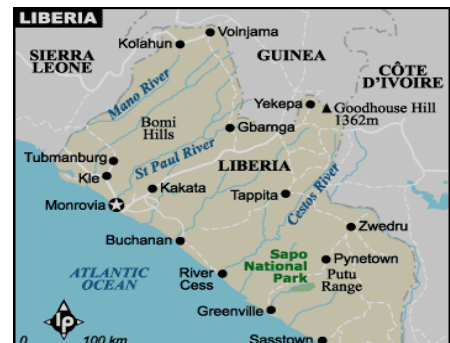 LIBERIA
Voinjama
Kolahun
SIERRA
LEONE
GUINEA
CÔTE
D'IVOIRE
Mano River
Yekepa
Goodhouse Hill
1362m
Bomi
Hills
Gbarnga
St Paul River
Tubmanburg
LIBERIA
Kle
Kakata
Tappita
Cestos River
Monrovia
Zwedru
Buchanan
Sapo
National
Park
Pynetown
Putu
Range
ATLANTIC
OCEAN
River
Cess
Greenville
lp
0 100 km
Sasstown